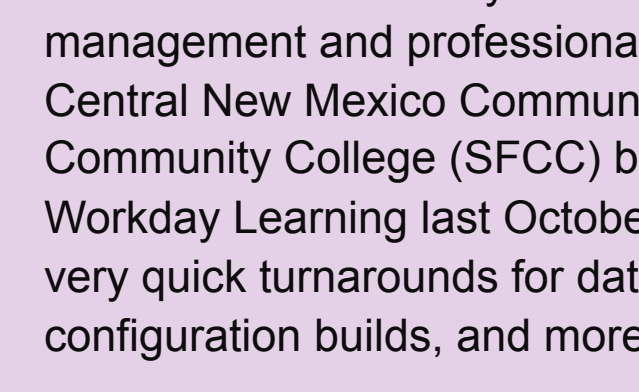 management and professiona
Central New Mexico Commun
Community College (SFCC) b
Workday Learning last Octobe
very quick turnarounds for dat
configuration builds, and more